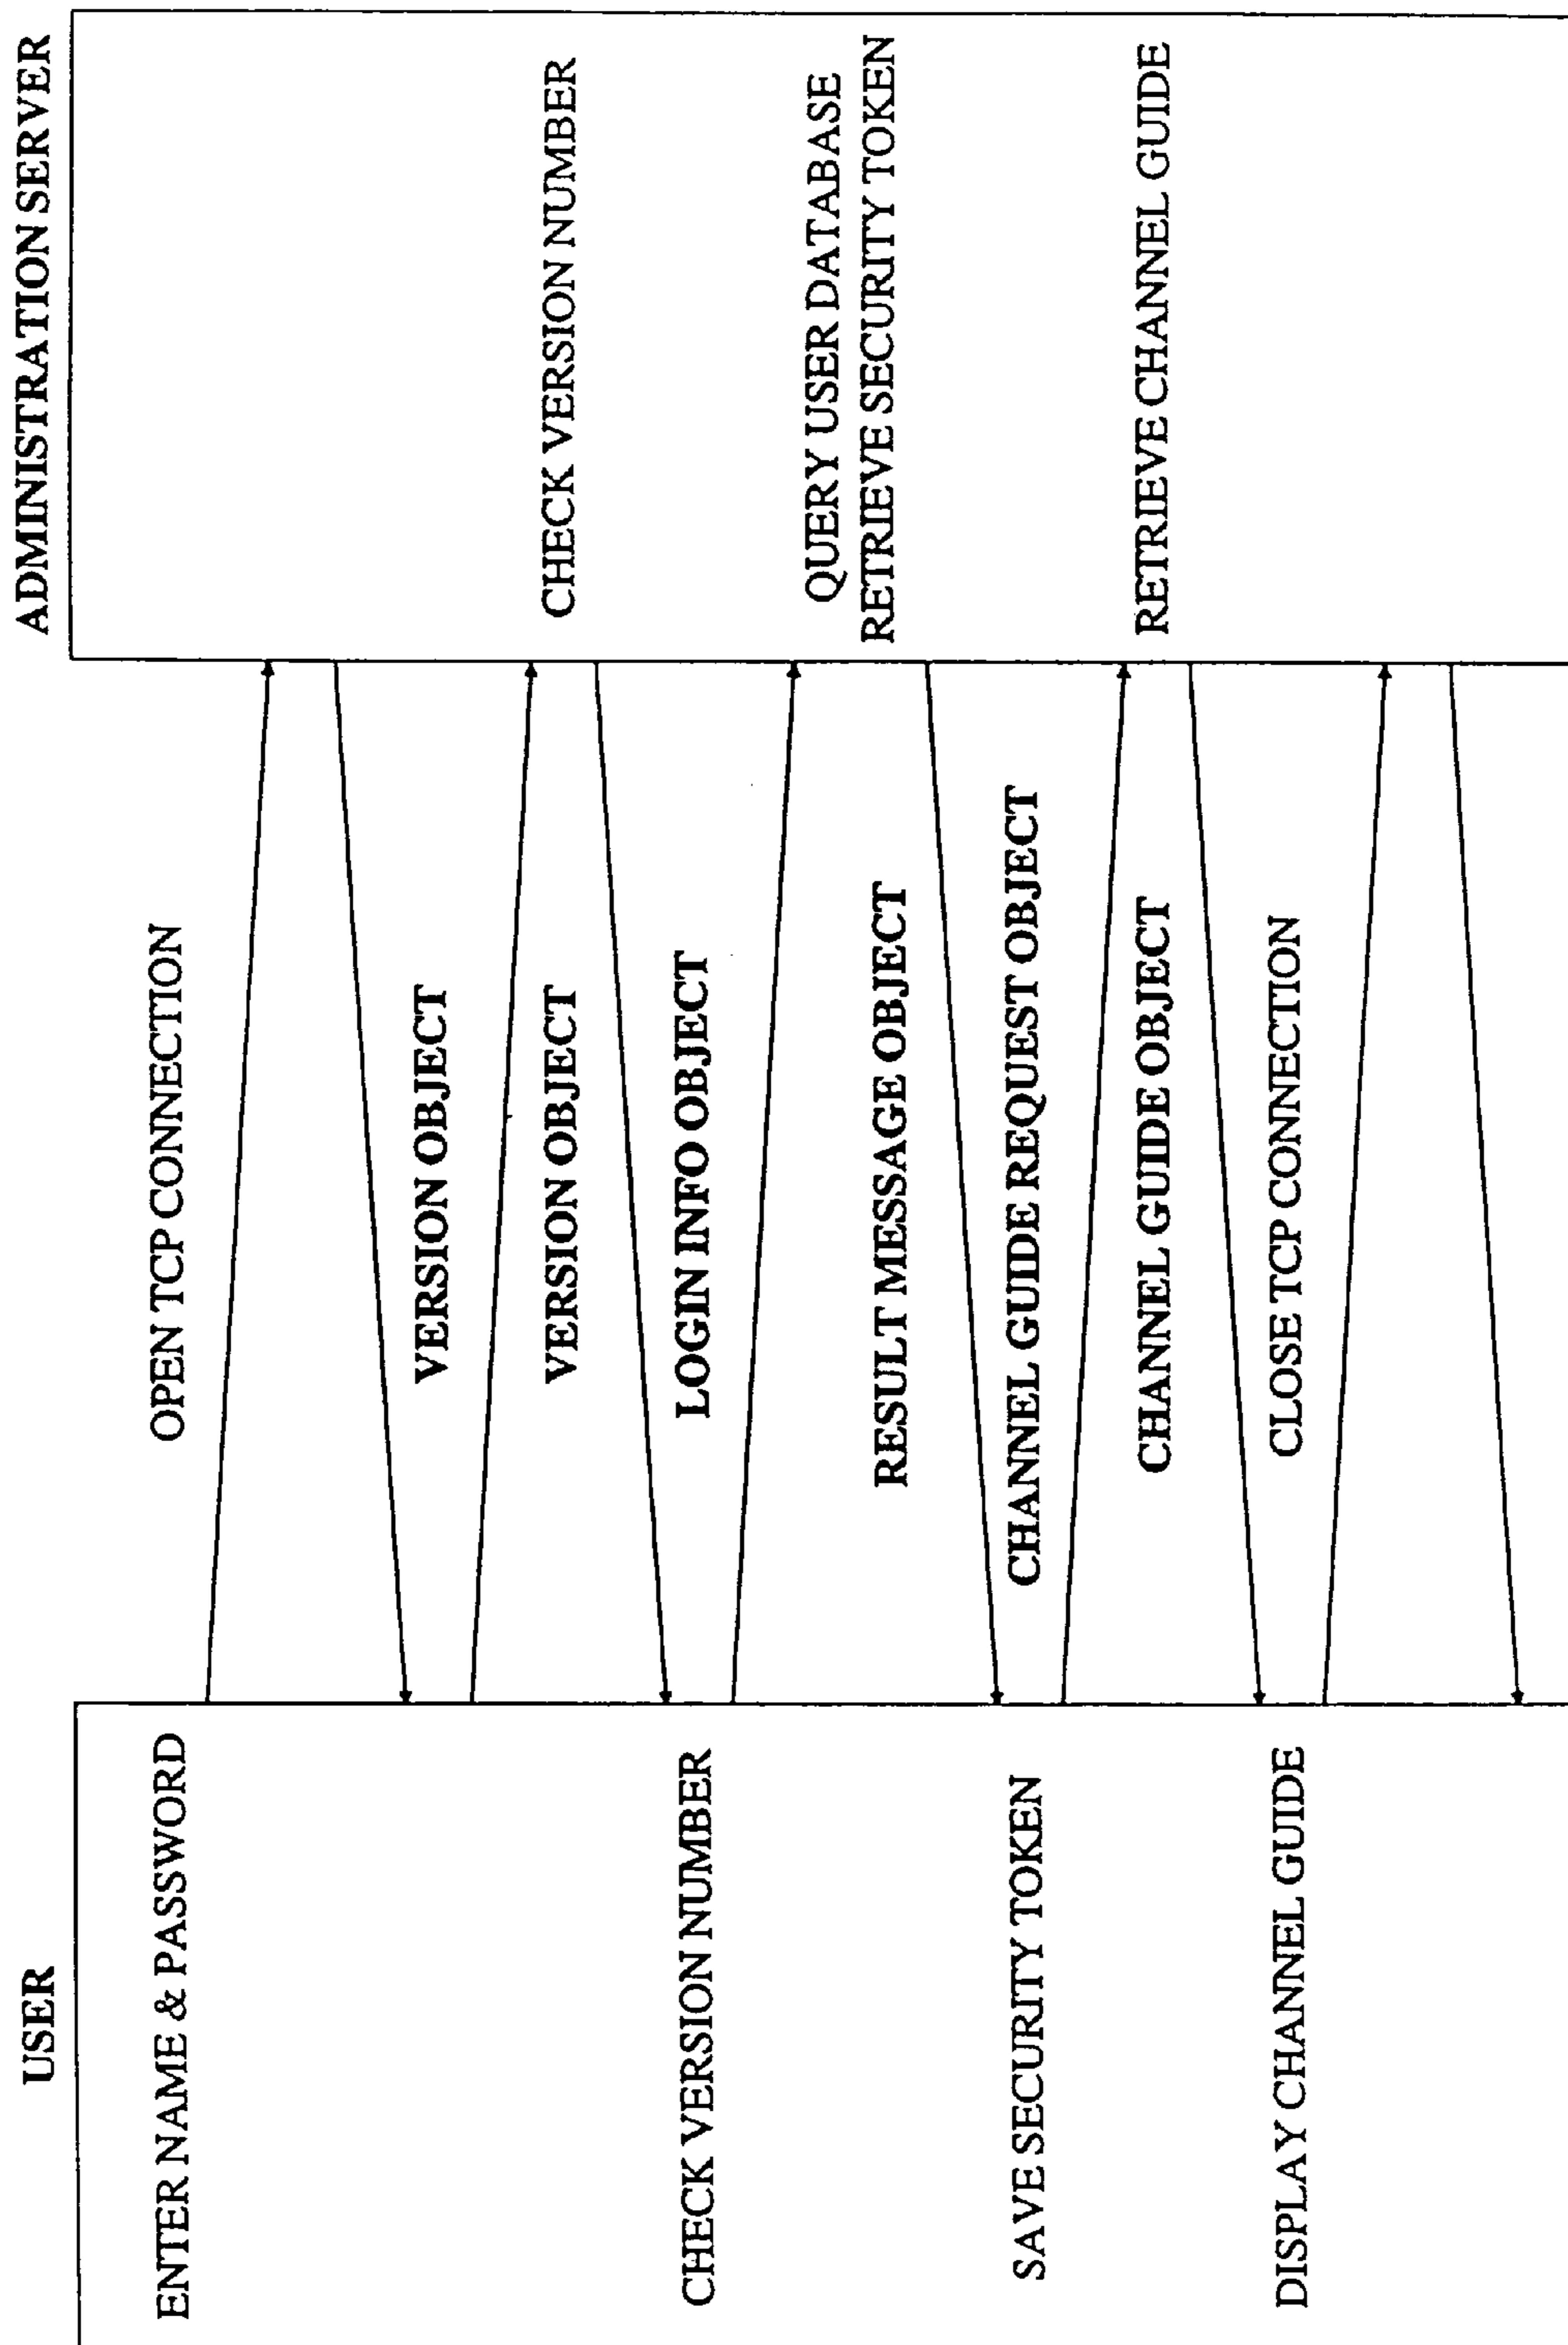 USER
ADMINISTRATION SERVER
ENTER NAME & PASSWORD
OPEN TCP CONNECTION
VERSION OBJECT
VERSION OBJECT
CHECK VERSION NUMBER
CHECK VERSION NUMBER
LOGIN INFO OBJECT
QUERY USER DATABASE
RETRIEVE SECURITY TOKEN
RESULT MESSAGE OBJECT
SAVE SECURITY TOKEN
CHANNEL GUIDE REQUEST OBJECT
RETRIEVE CHANNEL GUIDE
CHANNEL GUIDE OBJECT
DISPLAY CHANNEL GUIDE
CLOSE TCP CONNECTION